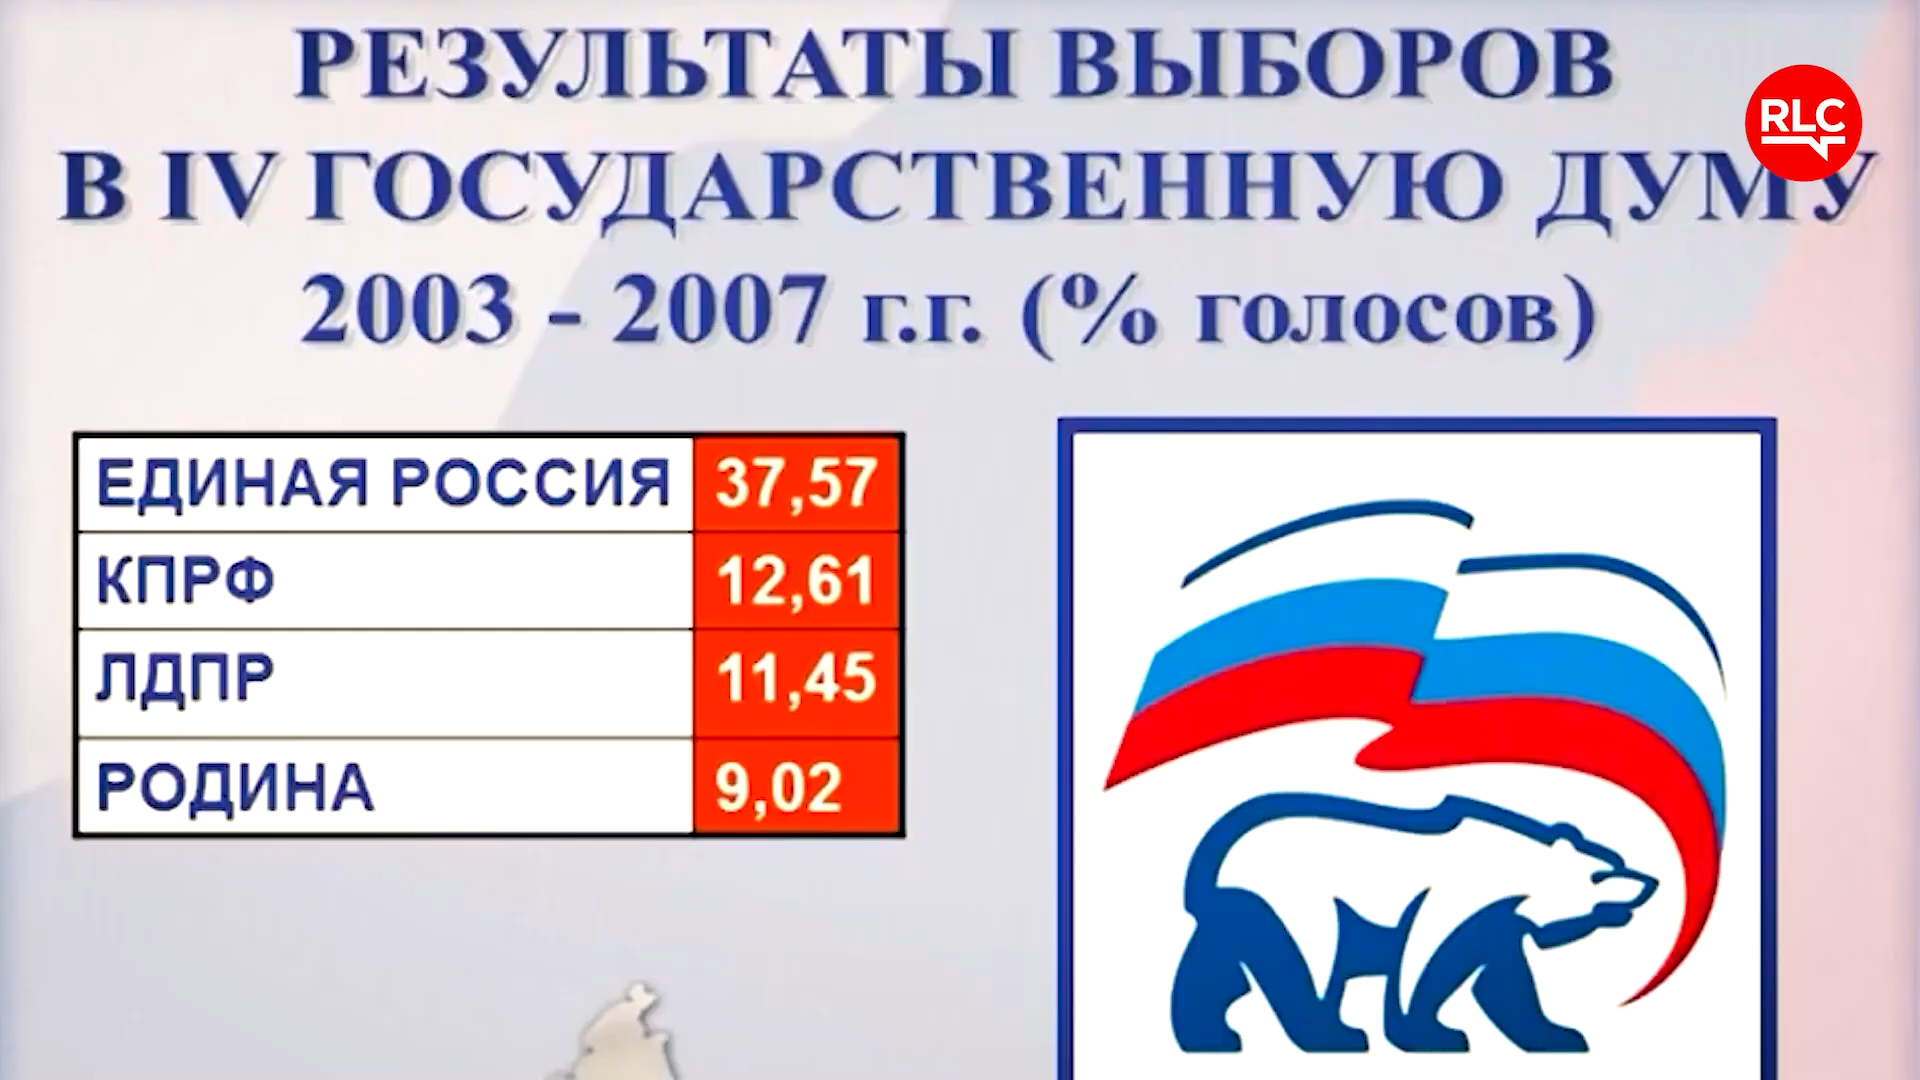 РЕЗУЛЬТАТЫ ВЫБОРОВ
В IV ГОСУДАРСТВЕННУЮ ДУМУ
2003 - 2007 г.г. (% голосов)
RLC
ЕДИНАЯ РОССИЯ 37,57
КПРФ 12,61
ЛДПР 11,45
РОДИНА 9,02